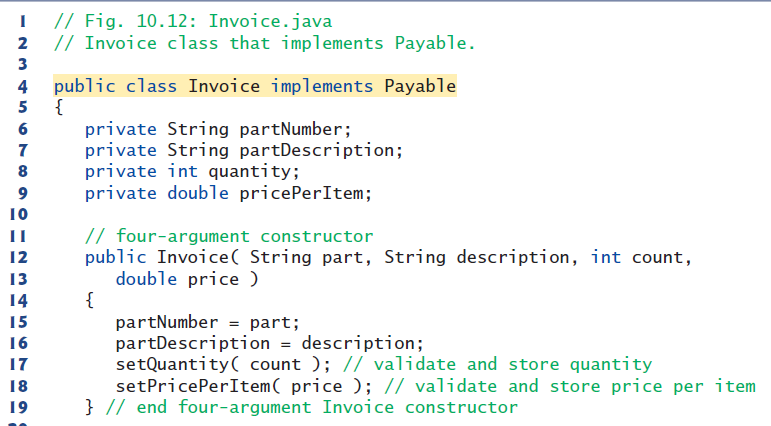 1 // Fig. 10.12: Invoice.java
2 // Invoice class that implements Payable.
3
4 public class Invoice implements Payable
5 {
6 private String partNumber;
7 private String partDescription;
8 private int quantity;
9 private double pricePerItem;
10
11 // four-argument constructor
12 public Invoice( String part, String description, int count,
13 double price )
14 {
15 partNumber = part;
16 partDescription = description;
17 setQuantity( count ); // validate and store quantity
18 setPricePerItem( price ); // validate and store price per item
19 } // end four-argument Invoice constructor